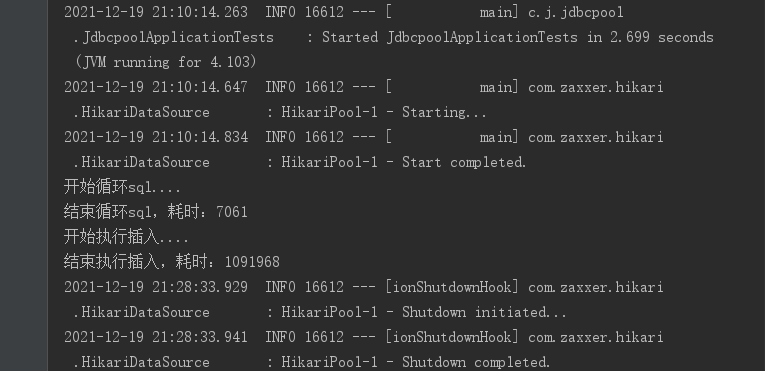 2021-12-19 21:10:14.263  INFO 16612 --- [           main] c.j.jdbcpool
.JdbcpoolApplicationTests    : Started JdbcpoolApplicationTests in 2.699 seconds
(JVM running for 4.103)
2021-12-19 21:10:14.647  INFO 16612 --- [           main] com.zaxxer.hikari
.HikariDataSource       : HikariPool-1 - Starting...
2021-12-19 21:10:14.834  INFO 16612 --- [           main] com.zaxxer.hikari
.HikariDataSource       : HikariPool-1 - Start completed.
开始循环sql....
结束循环sql，耗时：7061
开始执行插入....
结束执行插入，耗时：1091968
2021-12-19 21:28:33.929  INFO 16612 --- [ionShutdownHook] com.zaxxer.hikari
.HikariDataSource       : HikariPool-1 - Shutdown initiated...
2021-12-19 21:28:33.941  INFO 16612 --- [ionShutdownHook] com.zaxxer.hikari
.HikariDataSource       : HikariPool-1 - Shutdown completed.